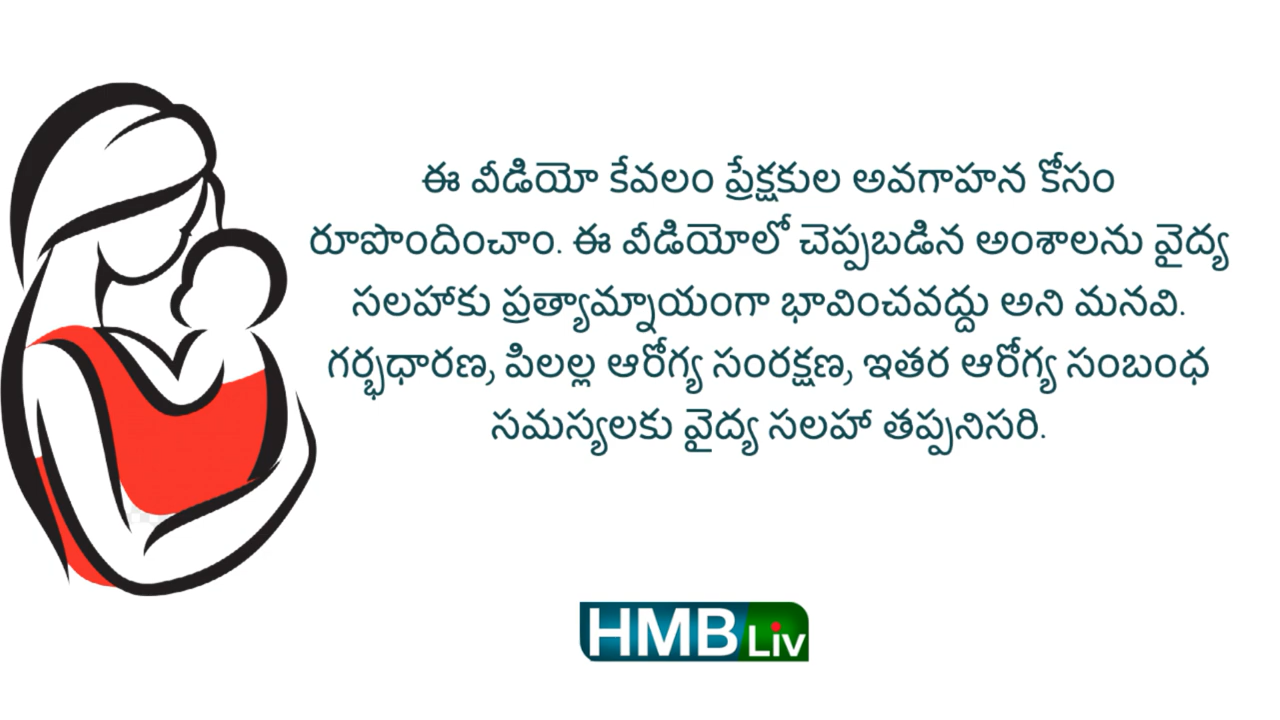 ఈ వీడియో కేవలం ప్రేక్షకుల అవగాహన కోసం
రూపొందించాం. ఈ వీడియోలో చెప్పబడిన అంశాలను వైద్య
సలహాకు ప్రత్యామ్నాయంగా భావించవద్దు అని మనవి.
గర్భధారణ, పిలల్ల ఆరోగ్య సంరక్షణ, ఇతర ఆరోగ్య సంబంధ
సమస్యలకు వైద్య సలహా తప్పనిసరి.
HMB Liv